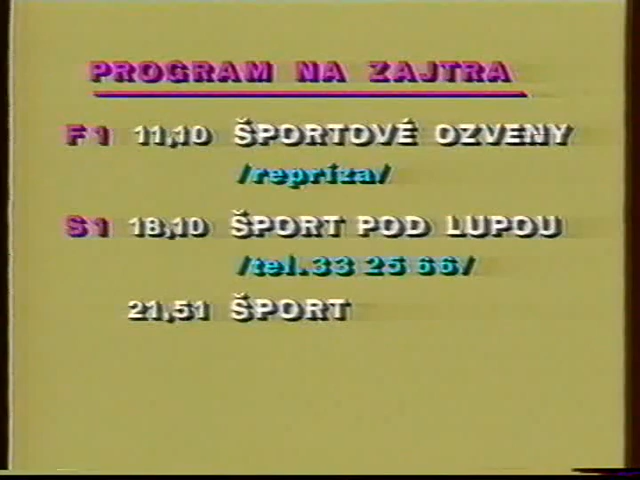 PROGRAM NA ZAJTRA
F1 11,10 ŠPORTOVÉ OZVENY
/repríza/
S1 18,10 ŠPORT POD LUPOU
/tel.33 25 66/
21,51 ŠPORT